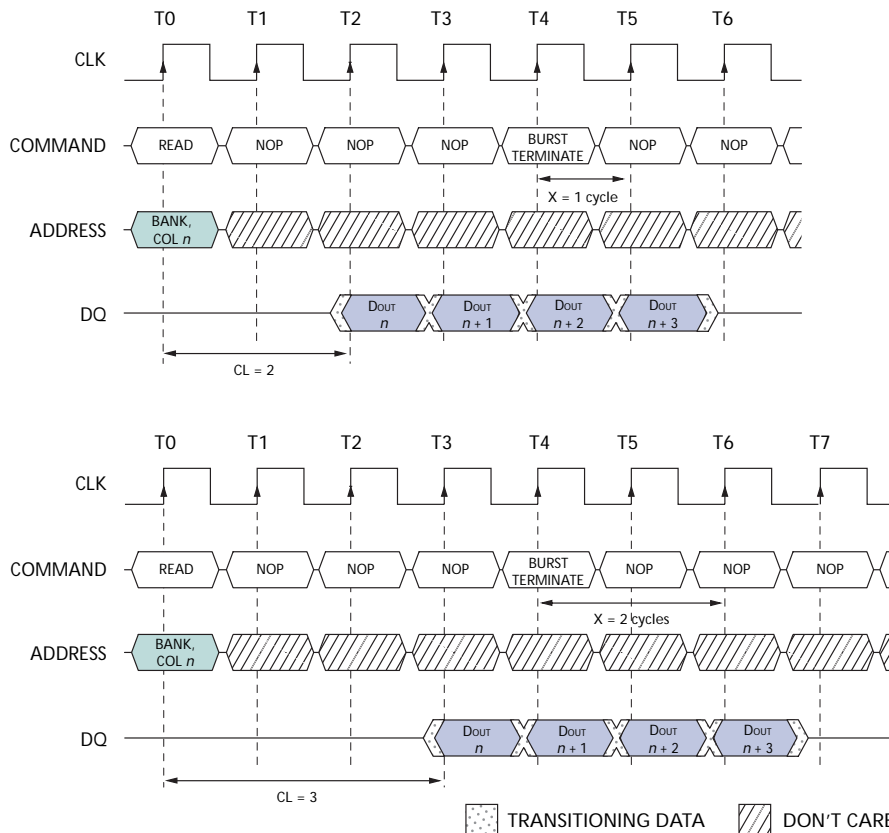 T0 T1 T2 T3 T4 T5 T6
CLK
COMMAND READ NOP NOP NOP BURST TERMINATE NOP NOP
X = 1 cycle
ADDRESS BANK, COL n
DQ DOUT n DOUT n + 1 DOUT n + 2 DOUT n + 3
CL = 2
T0 T1 T2 T3 T4 T5 T6 T7
CLK
COMMAND READ NOP NOP NOP BURST TERMINATE NOP NOP NOP
X = 2 cycles
ADDRESS BANK, COL n
DQ DOUT n DOUT n + 1 DOUT n + 2 DOUT n + 3
CL = 3
TRANSITIONING DATA DON'T CARE